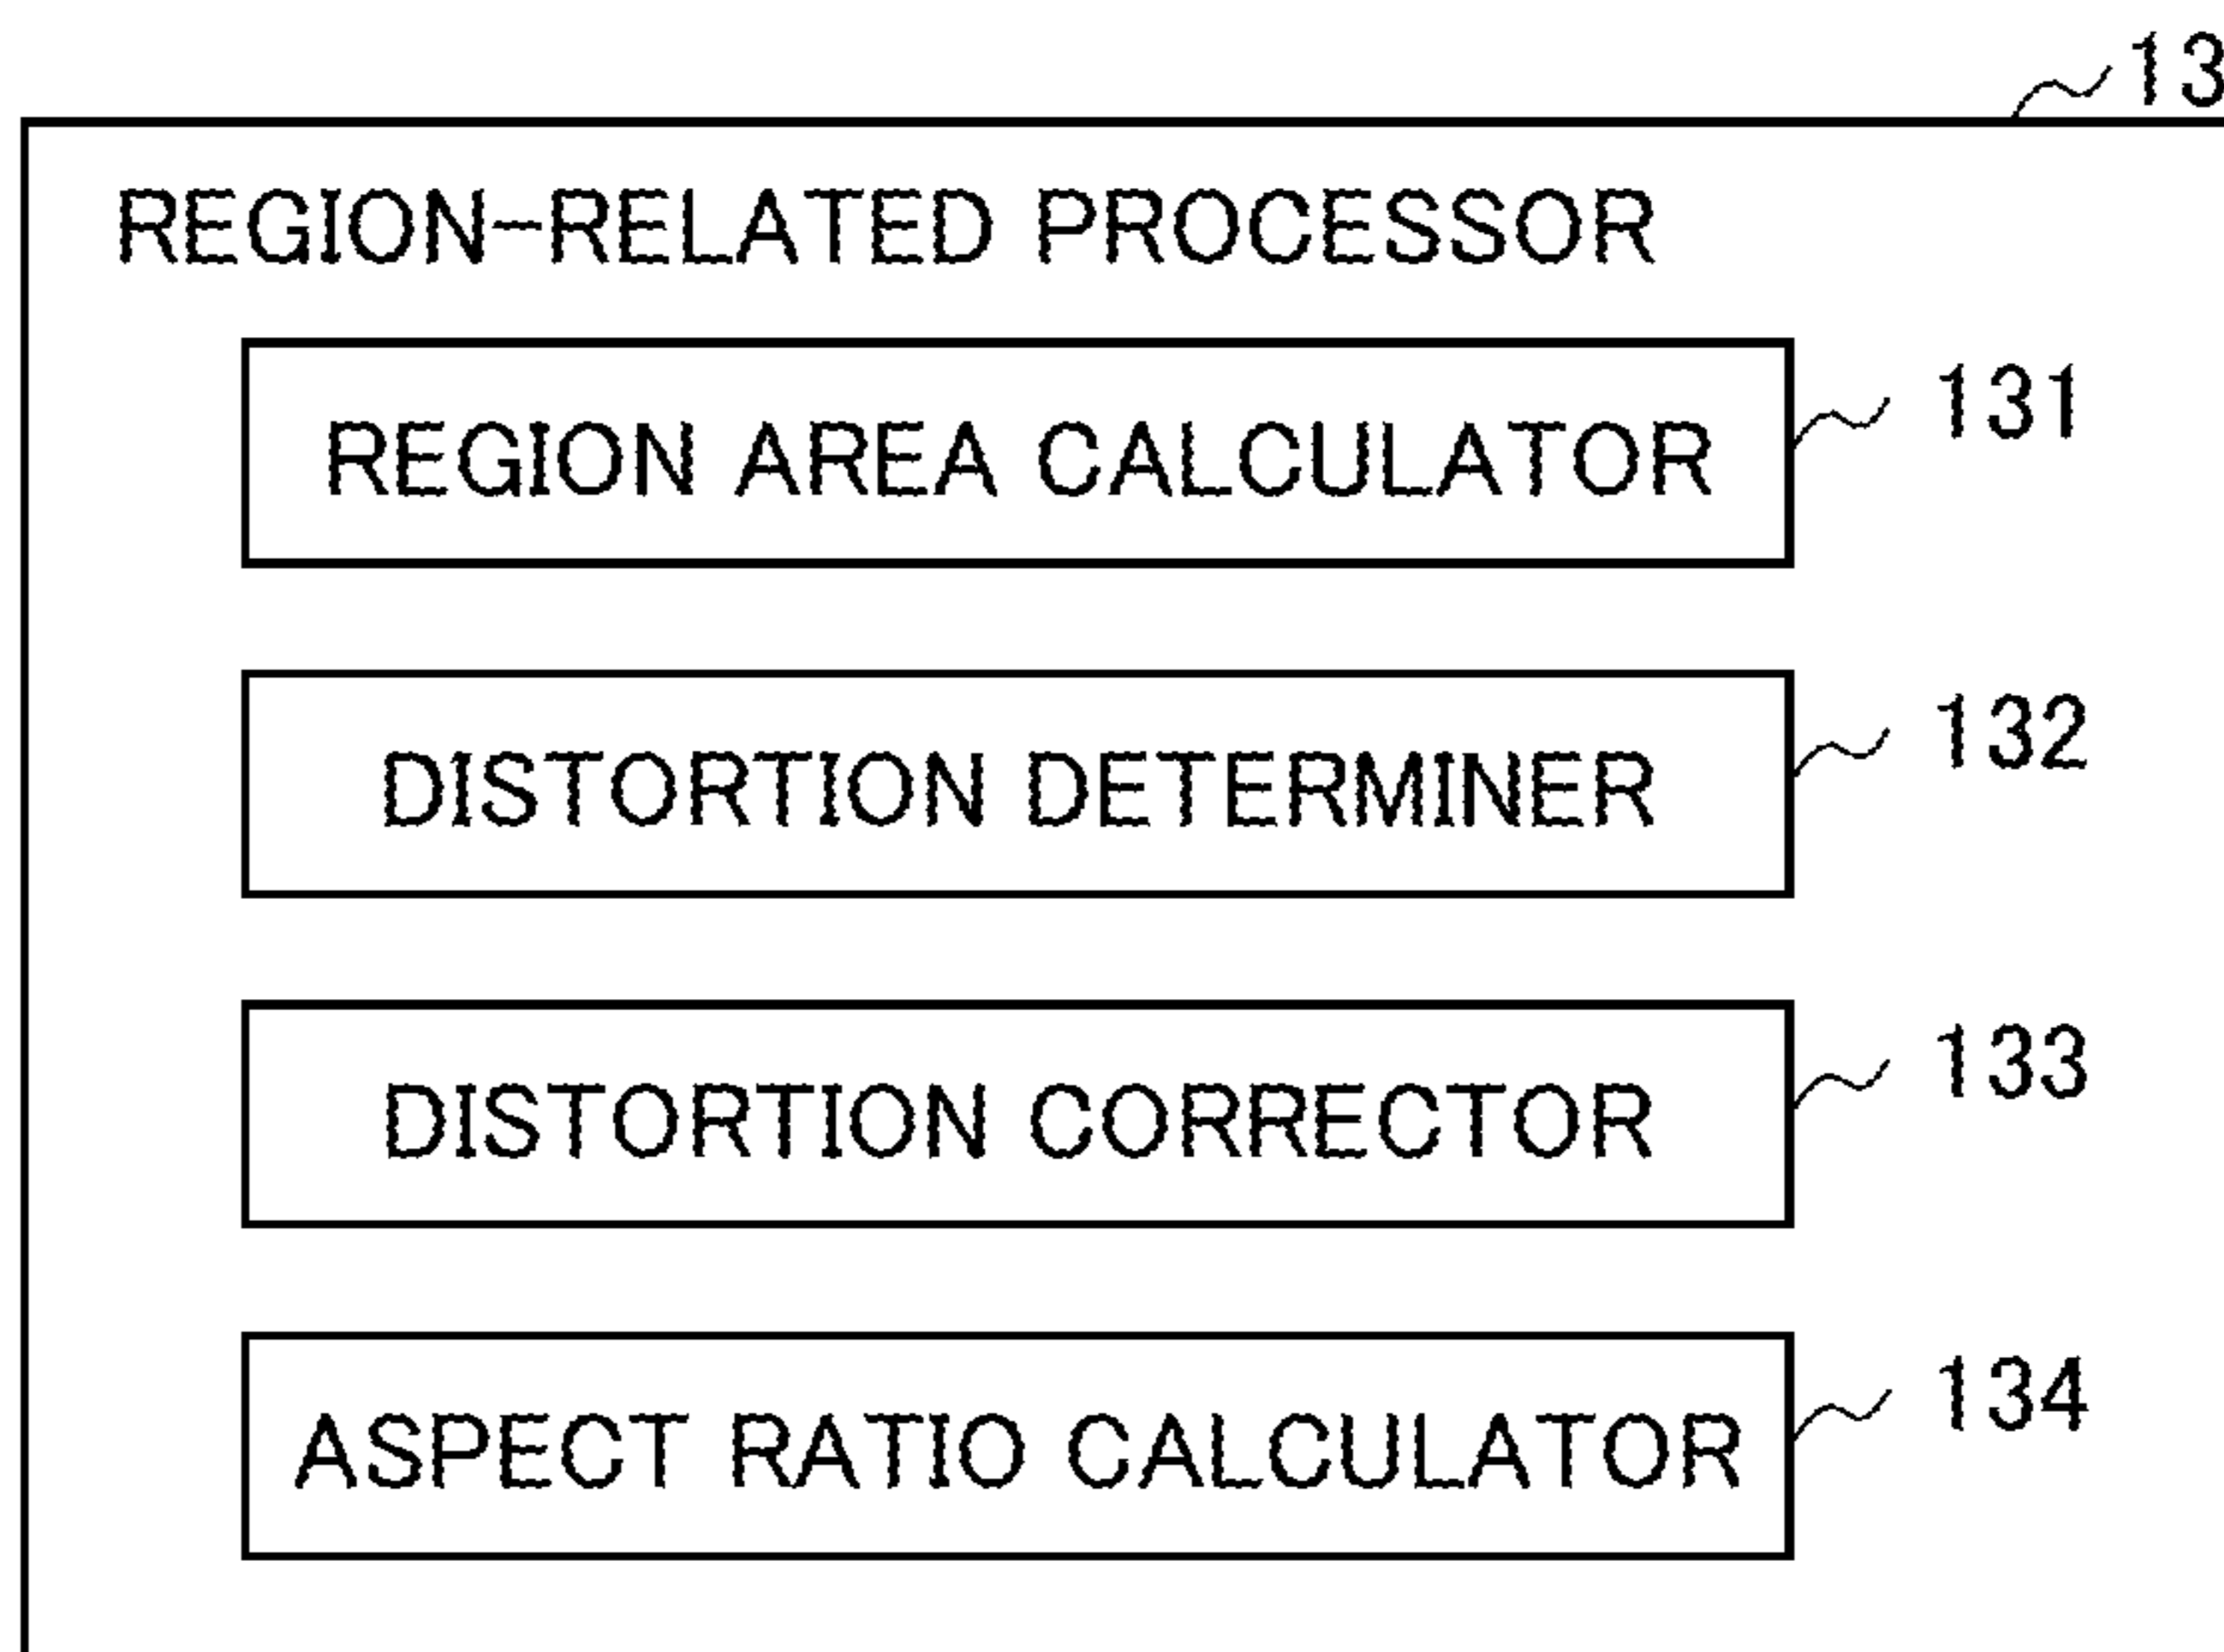 13
REGION-RELATED PROCESSOR
REGION AREA CALCULATOR 131
DISTORTION DETERMINER 132
DISTORTION CORRECTOR 133
ASPECT RATIO CALCULATOR 134